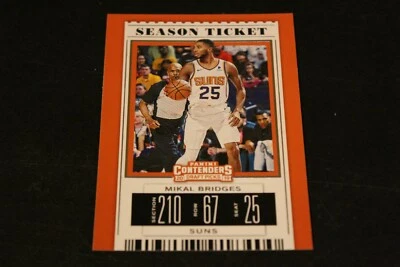 SEASON TICKET
SUNS
25
PANINI
CONTENDERS
DRAFT PICKS
MIKAL BRIDGES
SECTION 210 ROW 67 SEAT 25
SUNS